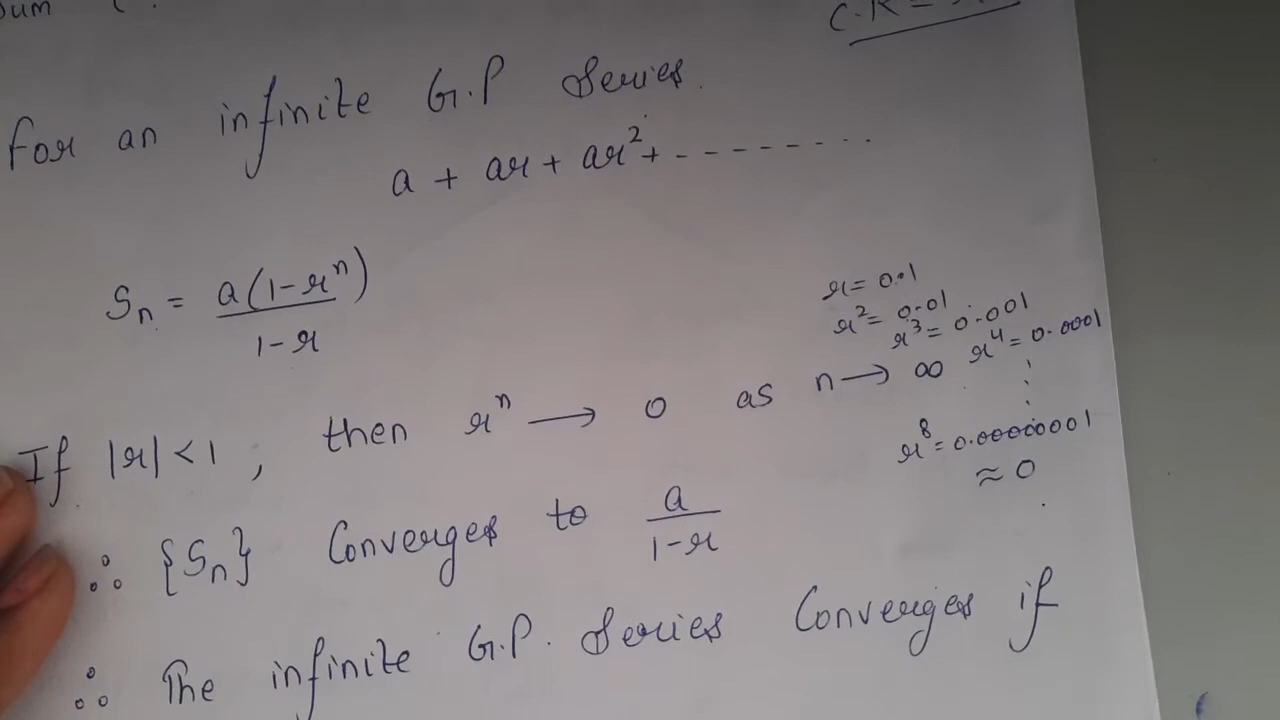 Sum
C.R =
For an infinite G.P Series.
a + ar + ar² + - - - - - - - - -
Sₙ = a(1-rⁿ) / 1-r
r = 0.1
r² = 0.01
r³ = 0.001
r⁴ = 0.0001
If |r| < 1, then rⁿ → 0 as n → ∞
r⁸ = 0.00000001
≈ 0
∴ {Sₙ} Converges to a / 1-r
∴ The infinite G.P. Series Converges if